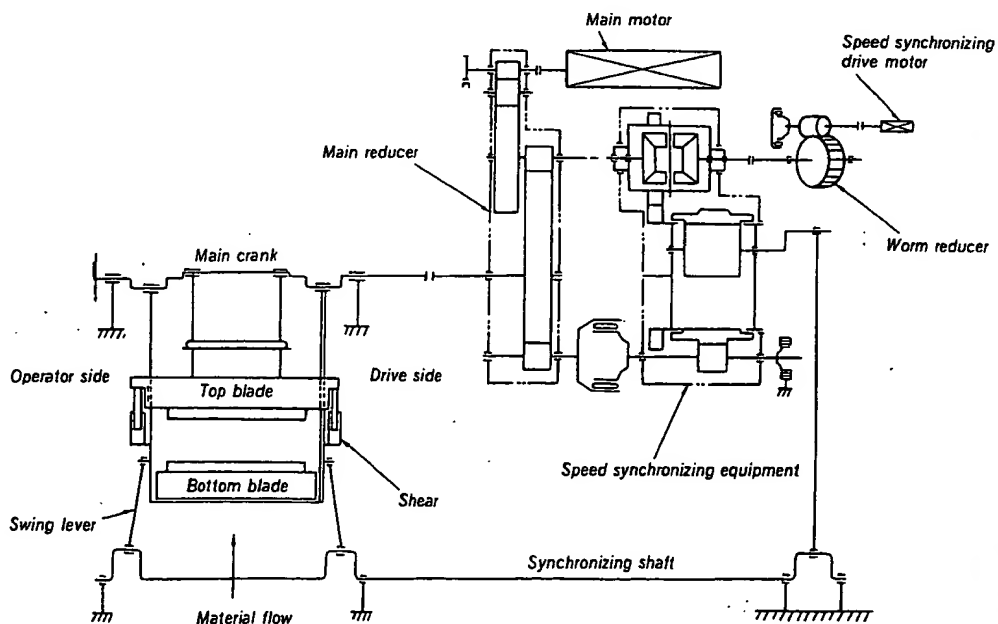 Main motor
Speed synchronizing
drive motor
Main reducer
Worm reducer
Main crank
Operator side
Drive side
Top blade
Speed synchronizing equipment
Bottom blade
Shear
Swing lever
Synchronizing shaft
Material flow